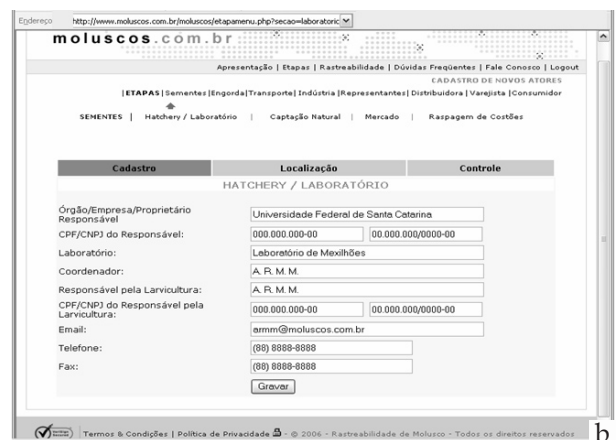 Endereço http://www.moluscos.com.br/moluscos/etapamenu.php?secao=laboratoric
moluscos.com.br
Apresentação | Etapas | Rastreabilidade | Dúvidas Freqüentes | Fale Conosco | Logout
CADASTRO DE NOVOS ATORES
|ETAPAS|Sementes |Engorda|Transporte| Indústria |Representantes| Distribuidora | Varejista |Consumidor
SEMENTES | Hatchery / Laboratório | Captação Natural | Mercado | Raspagem de Costões
Cadastro Localização Controle
HATCHERY / LABORATÓRIO
Órgão/Empresa/Proprietário
Responsável Universidade Federal de Santa Catarina
CPF/CNPJ do Responsável: 000.000.000-00 00.000.000/0000-00
Laboratório: Laboratório de Mexilhões
Coordenador: A. R. M. M.
Responsável pela Larvicultura: A. R. M. M.
CPF/CNPJ do Responsável pela
Larvicultura: 000.000.000-00 00.000.000/0000-00
Email: armm@moluscos.com.br
Telefone: (88) 8888-8888
Fax: (88) 8888-8888
Gravar
Termos & Condições | Política de Privacidade - © 2006 - Rastreabilidade de Molusco - Todos os direitos reservados
b